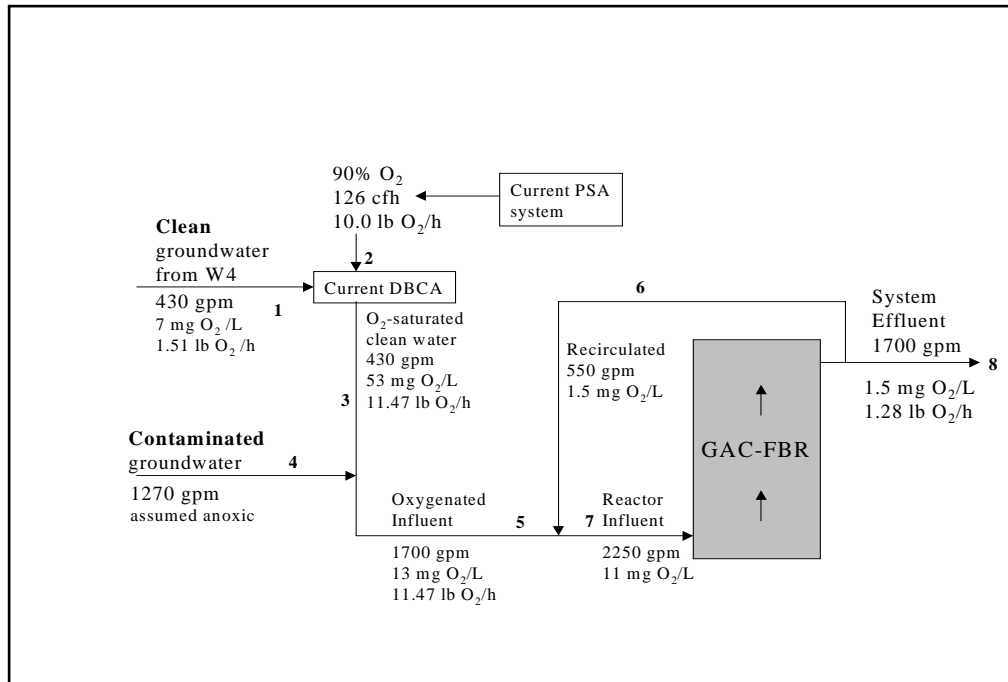 90% O₂
126 cfh
10.0 lb O₂/h
Current PSA
system
2
Clean
groundwater
from W4
430 gpm
7 mg O₂/L
1.51 lb O₂/h
1
Current DBCA
O₂-saturated
clean water
430 gpm
53 mg O₂/L
11.47 lb O₂/h
3
Contaminated
groundwater
1270 gpm
assumed anoxic
4
Oxygenated
Influent
5
1700 gpm
13 mg O₂/L
11.47 lb O₂/h
6
Recirculated
550 gpm
1.5 mg O₂/L
7
Reactor
Influent
2250 gpm
11 mg O₂/L
GAC-FBR
System
Effluent
1700 gpm
8
1.5 mg O₂/L
1.28 lb O₂/h